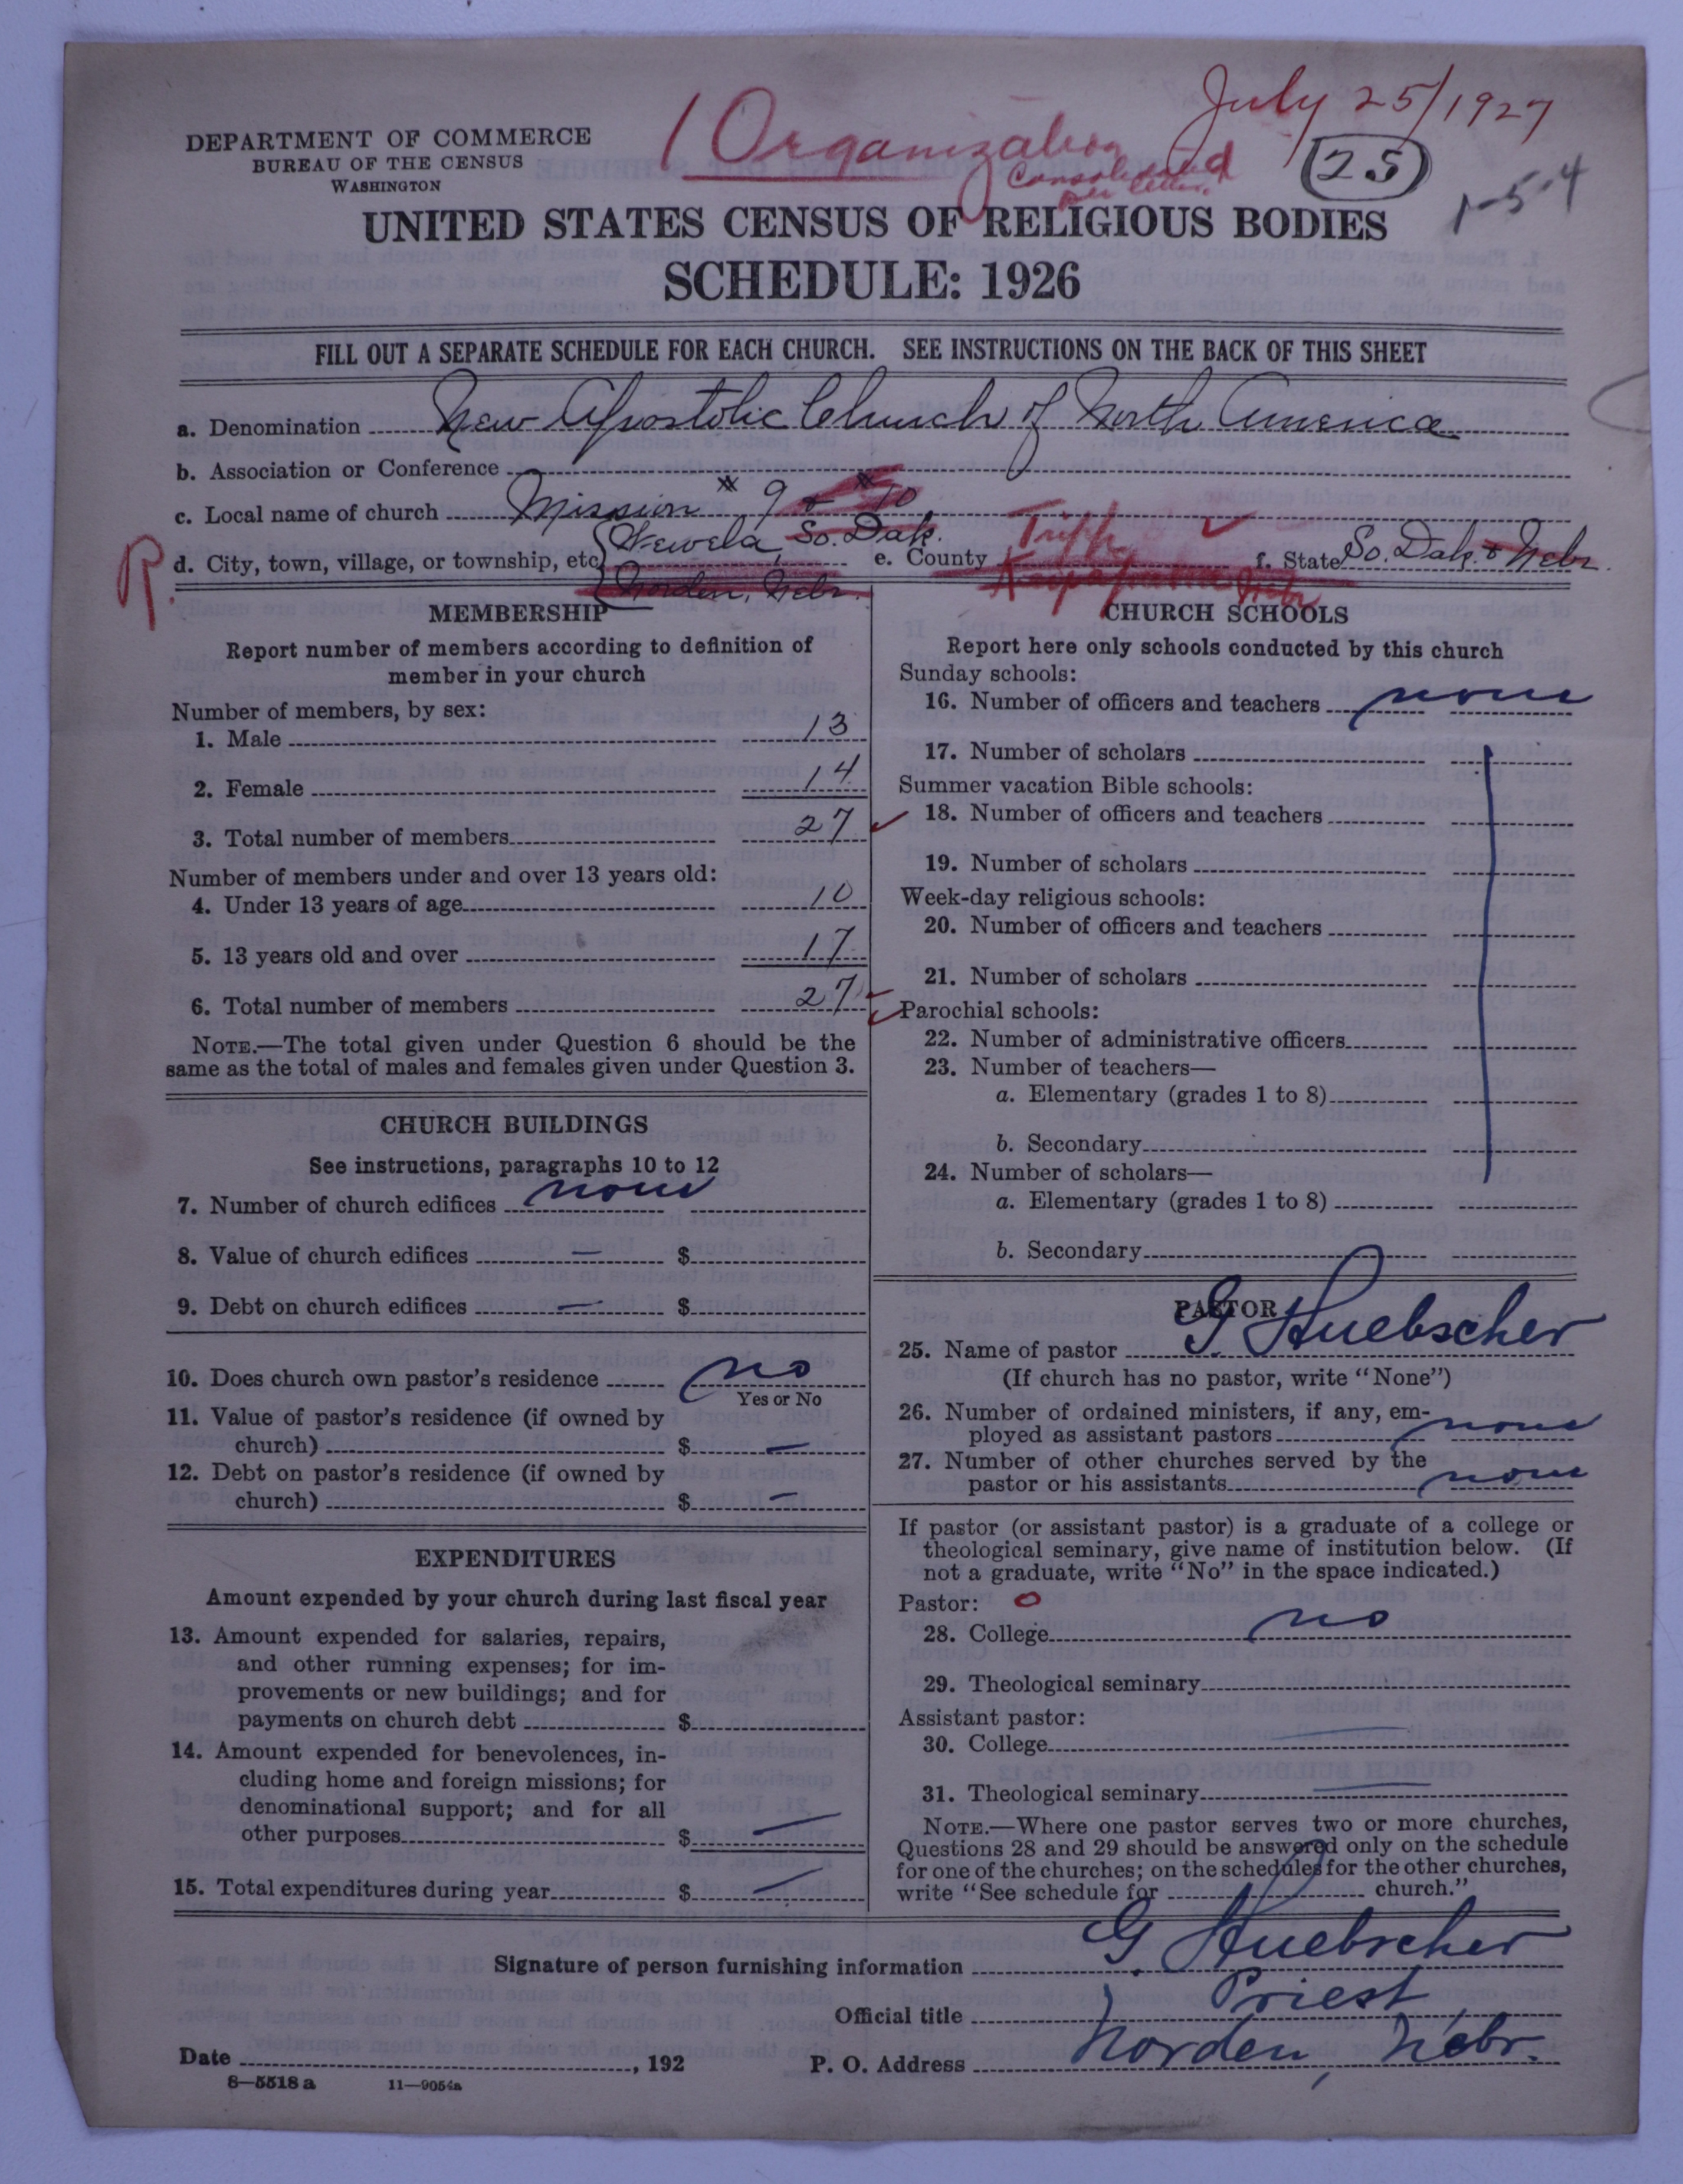 July 25/1927
1 Organization
Consolidated
per letter.
(25)
1-5-4
DEPARTMENT OF COMMERCE
BUREAU OF THE CENSUS
WASHINGTON
UNITED STATES CENSUS OF RELIGIOUS BODIES
SCHEDULE: 1926
FILL OUT A SEPARATE SCHEDULE FOR EACH CHURCH. SEE INSTRUCTIONS ON THE BACK OF THIS SHEET
a. Denomination New Apostolic Church of North America
b. Association or Conference
c. Local name of church Mission # 9 & # 10
R. d. City, town, village, or township, etc. Wewela, So. Dak. e. County Tripp f. State So. Dak. & Nebr.
Norden, Nebr. Nebr
MEMBERSHIP
Report number of members according to definition of
member in your church
Number of members, by sex:
1. Male 13
2. Female 14
3. Total number of members 27
Number of members under and over 13 years old:
4. Under 13 years of age 10
5. 13 years old and over 17
6. Total number of members 27
NOTE.—The total given under Question 6 should be the
same as the total of males and females given under Question 3.
CHURCH BUILDINGS
See instructions, paragraphs 10 to 12
7. Number of church edifices none
8. Value of church edifices — $
9. Debt on church edifices — $
10. Does church own pastor's residence no
Yes or No
11. Value of pastor's residence (if owned by
church) $ —
12. Debt on pastor's residence (if owned by
church) $ —
EXPENDITURES
Amount expended by your church during last fiscal year
13. Amount expended for salaries, repairs,
and other running expenses; for im-
provements or new buildings; and for
payments on church debt $
14. Amount expended for benevolences, in-
cluding home and foreign missions; for
denominational support; and for all
other purposes $ —
15. Total expenditures during year $ —
CHURCH SCHOOLS
Report here only schools conducted by this church
Sunday schools:
16. Number of officers and teachers none
17. Number of scholars
Summer vacation Bible schools:
18. Number of officers and teachers
19. Number of scholars
Week-day religious schools:
20. Number of officers and teachers
21. Number of scholars
Parochial schools:
22. Number of administrative officers
23. Number of teachers—
a. Elementary (grades 1 to 8)
b. Secondary
24. Number of scholars—
a. Elementary (grades 1 to 8)
b. Secondary
PASTOR
25. Name of pastor G. Huebscher
(If church has no pastor, write "None")
26. Number of ordained ministers, if any, em-
ployed as assistant pastors none
27. Number of other churches served by the
pastor or his assistants none
If pastor (or assistant pastor) is a graduate of a college or
theological seminary, give name of institution below. (If
not a graduate, write "No" in the space indicated.)
Pastor: 0
28. College no
29. Theological seminary
Assistant pastor:
30. College —
31. Theological seminary —
NOTE.—Where one pastor serves two or more churches,
Questions 28 and 29 should be answered only on the schedule
for one of the churches; on the schedules for the other churches,
write "See schedule for church."
Signature of person furnishing information G. Huebscher
Official title Priest
Date , 192 P. O. Address Norden, Nebr.
8—5518 a 11—9054a